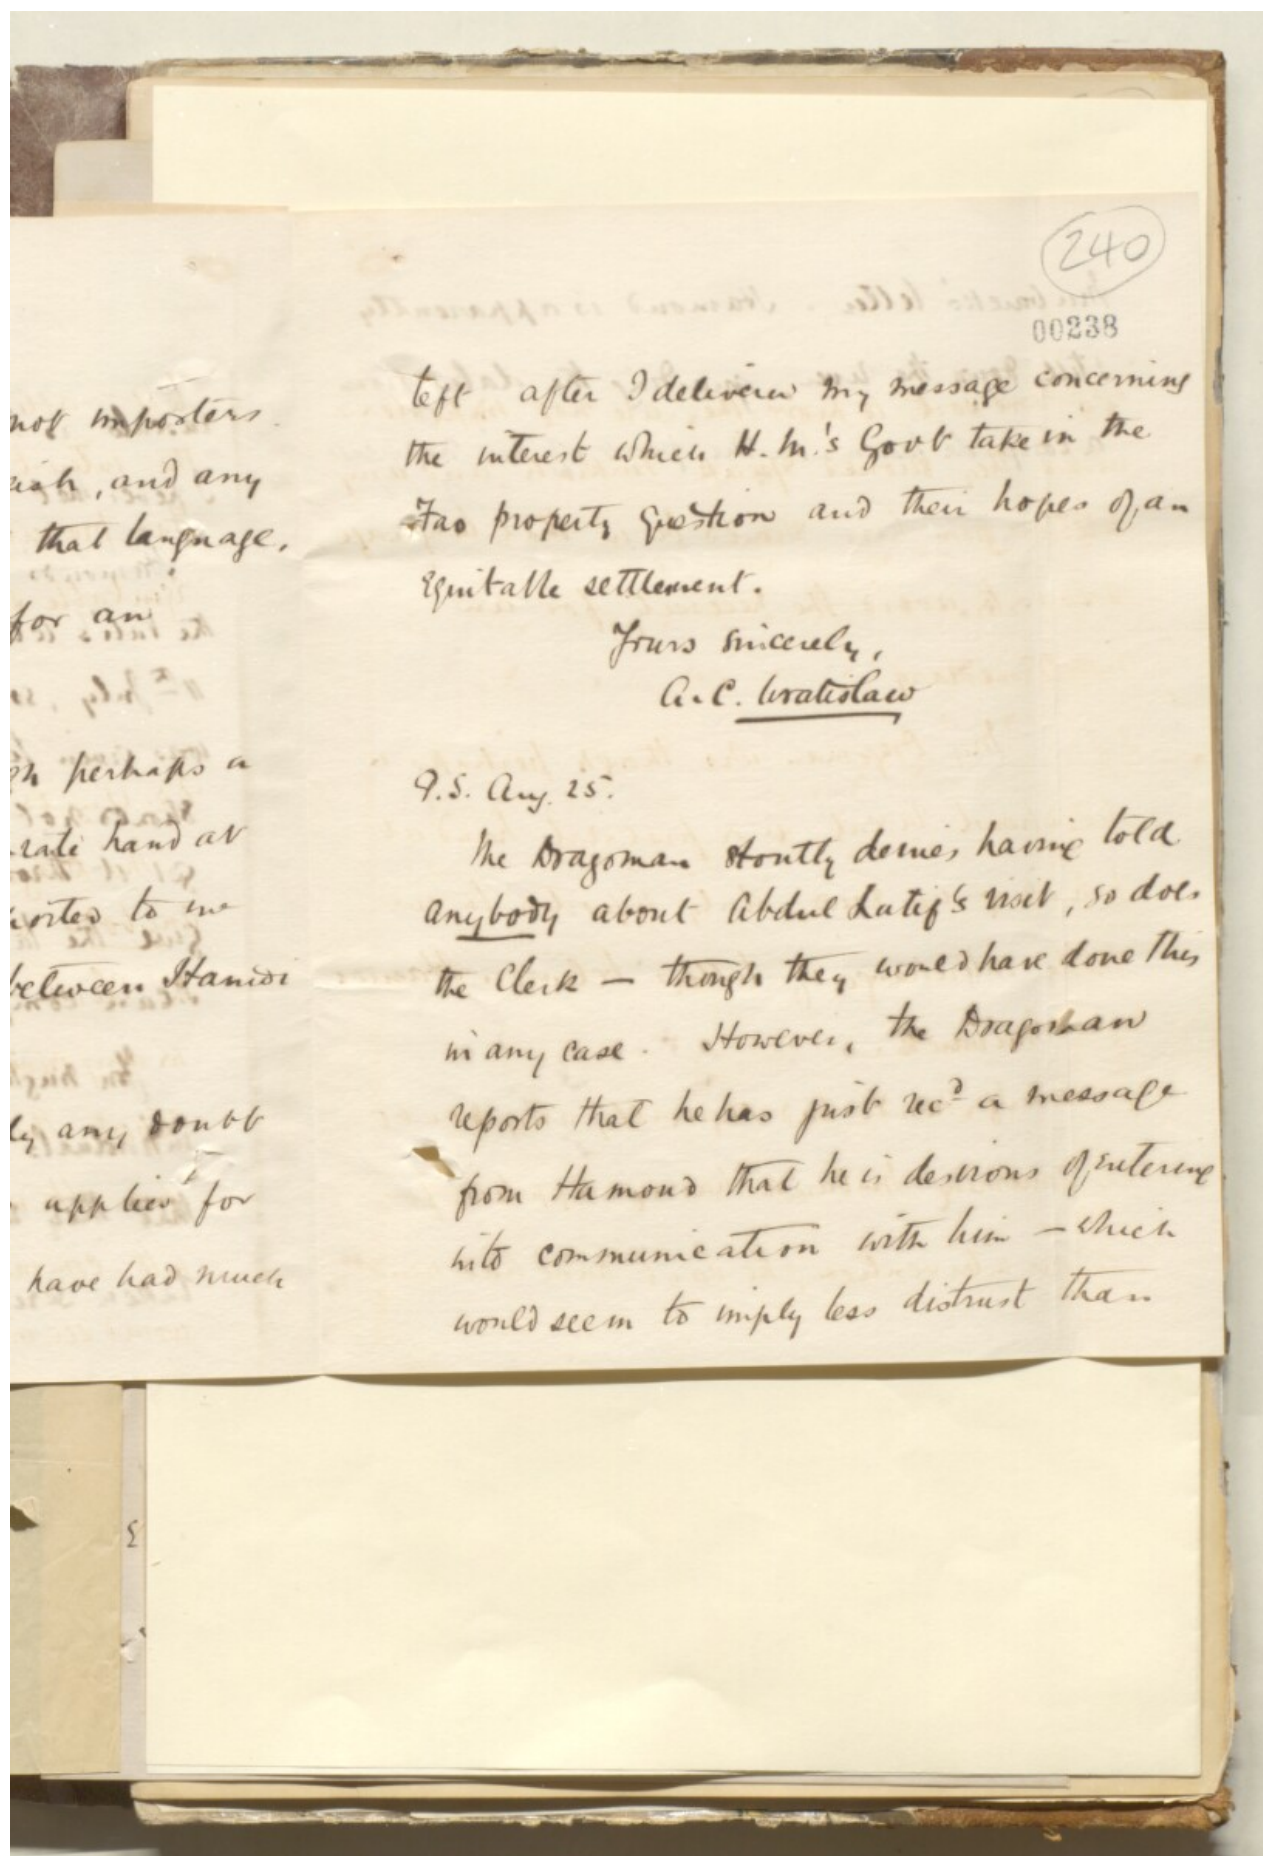 not importers
, and any
that language.
for an
perhaps a
rate hand at
ported to me
between Hamdi
any doubt
applies for
have had much
240
00238
left after I delivered my message concerning
the interest which H.M.'s Govt take in the
Fao property question and their hopes of an
equitable settlement.
Yours sincerely,
A.C. Wratislaw
P.S. Aug. 25.
The Dragoman stoutly denies having told
anybody about Abdul Latif's visit, so does
the Clerk — though they would have done this
in any case. However, the Dragoman
reports that he has just recd a message
from Hamond that he is desirous of entering
into communication with him — which
would seem to imply less distrust than